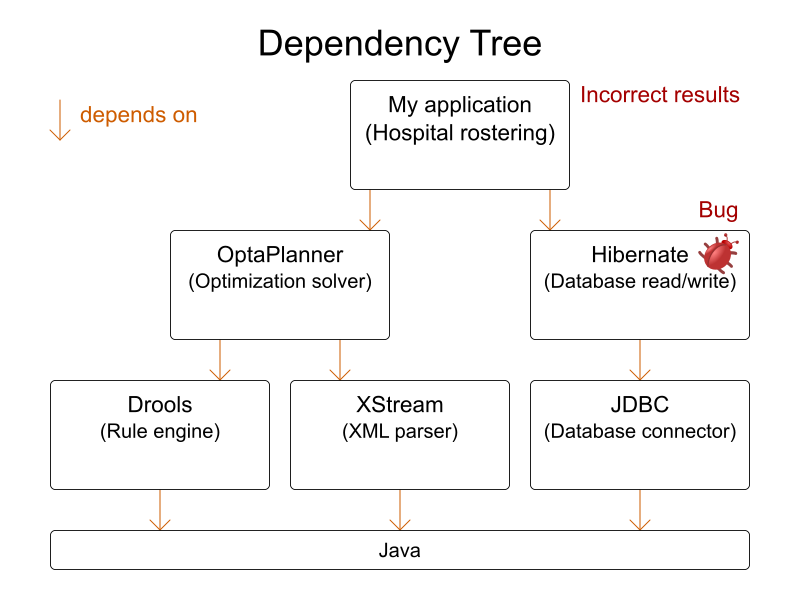 Dependency Tree
depends on
My application
(Hospital rostering)
Incorrect results
Bug
OptaPlanner
(Optimization solver)
Hibernate
(Database read/write)
Drools
(Rule engine)
XStream
(XML parser)
JDBC
(Database connector)
Java